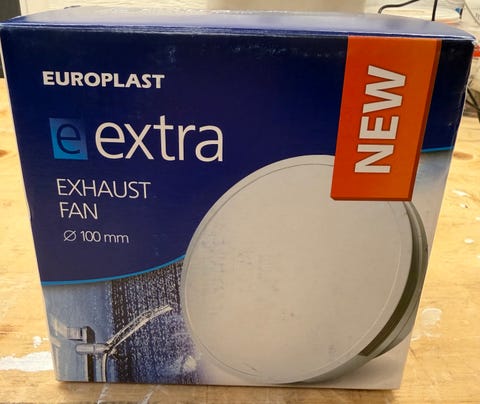 EUROPLAST
e extra
EXHAUST
FAN
Ø 100 mm
NEW